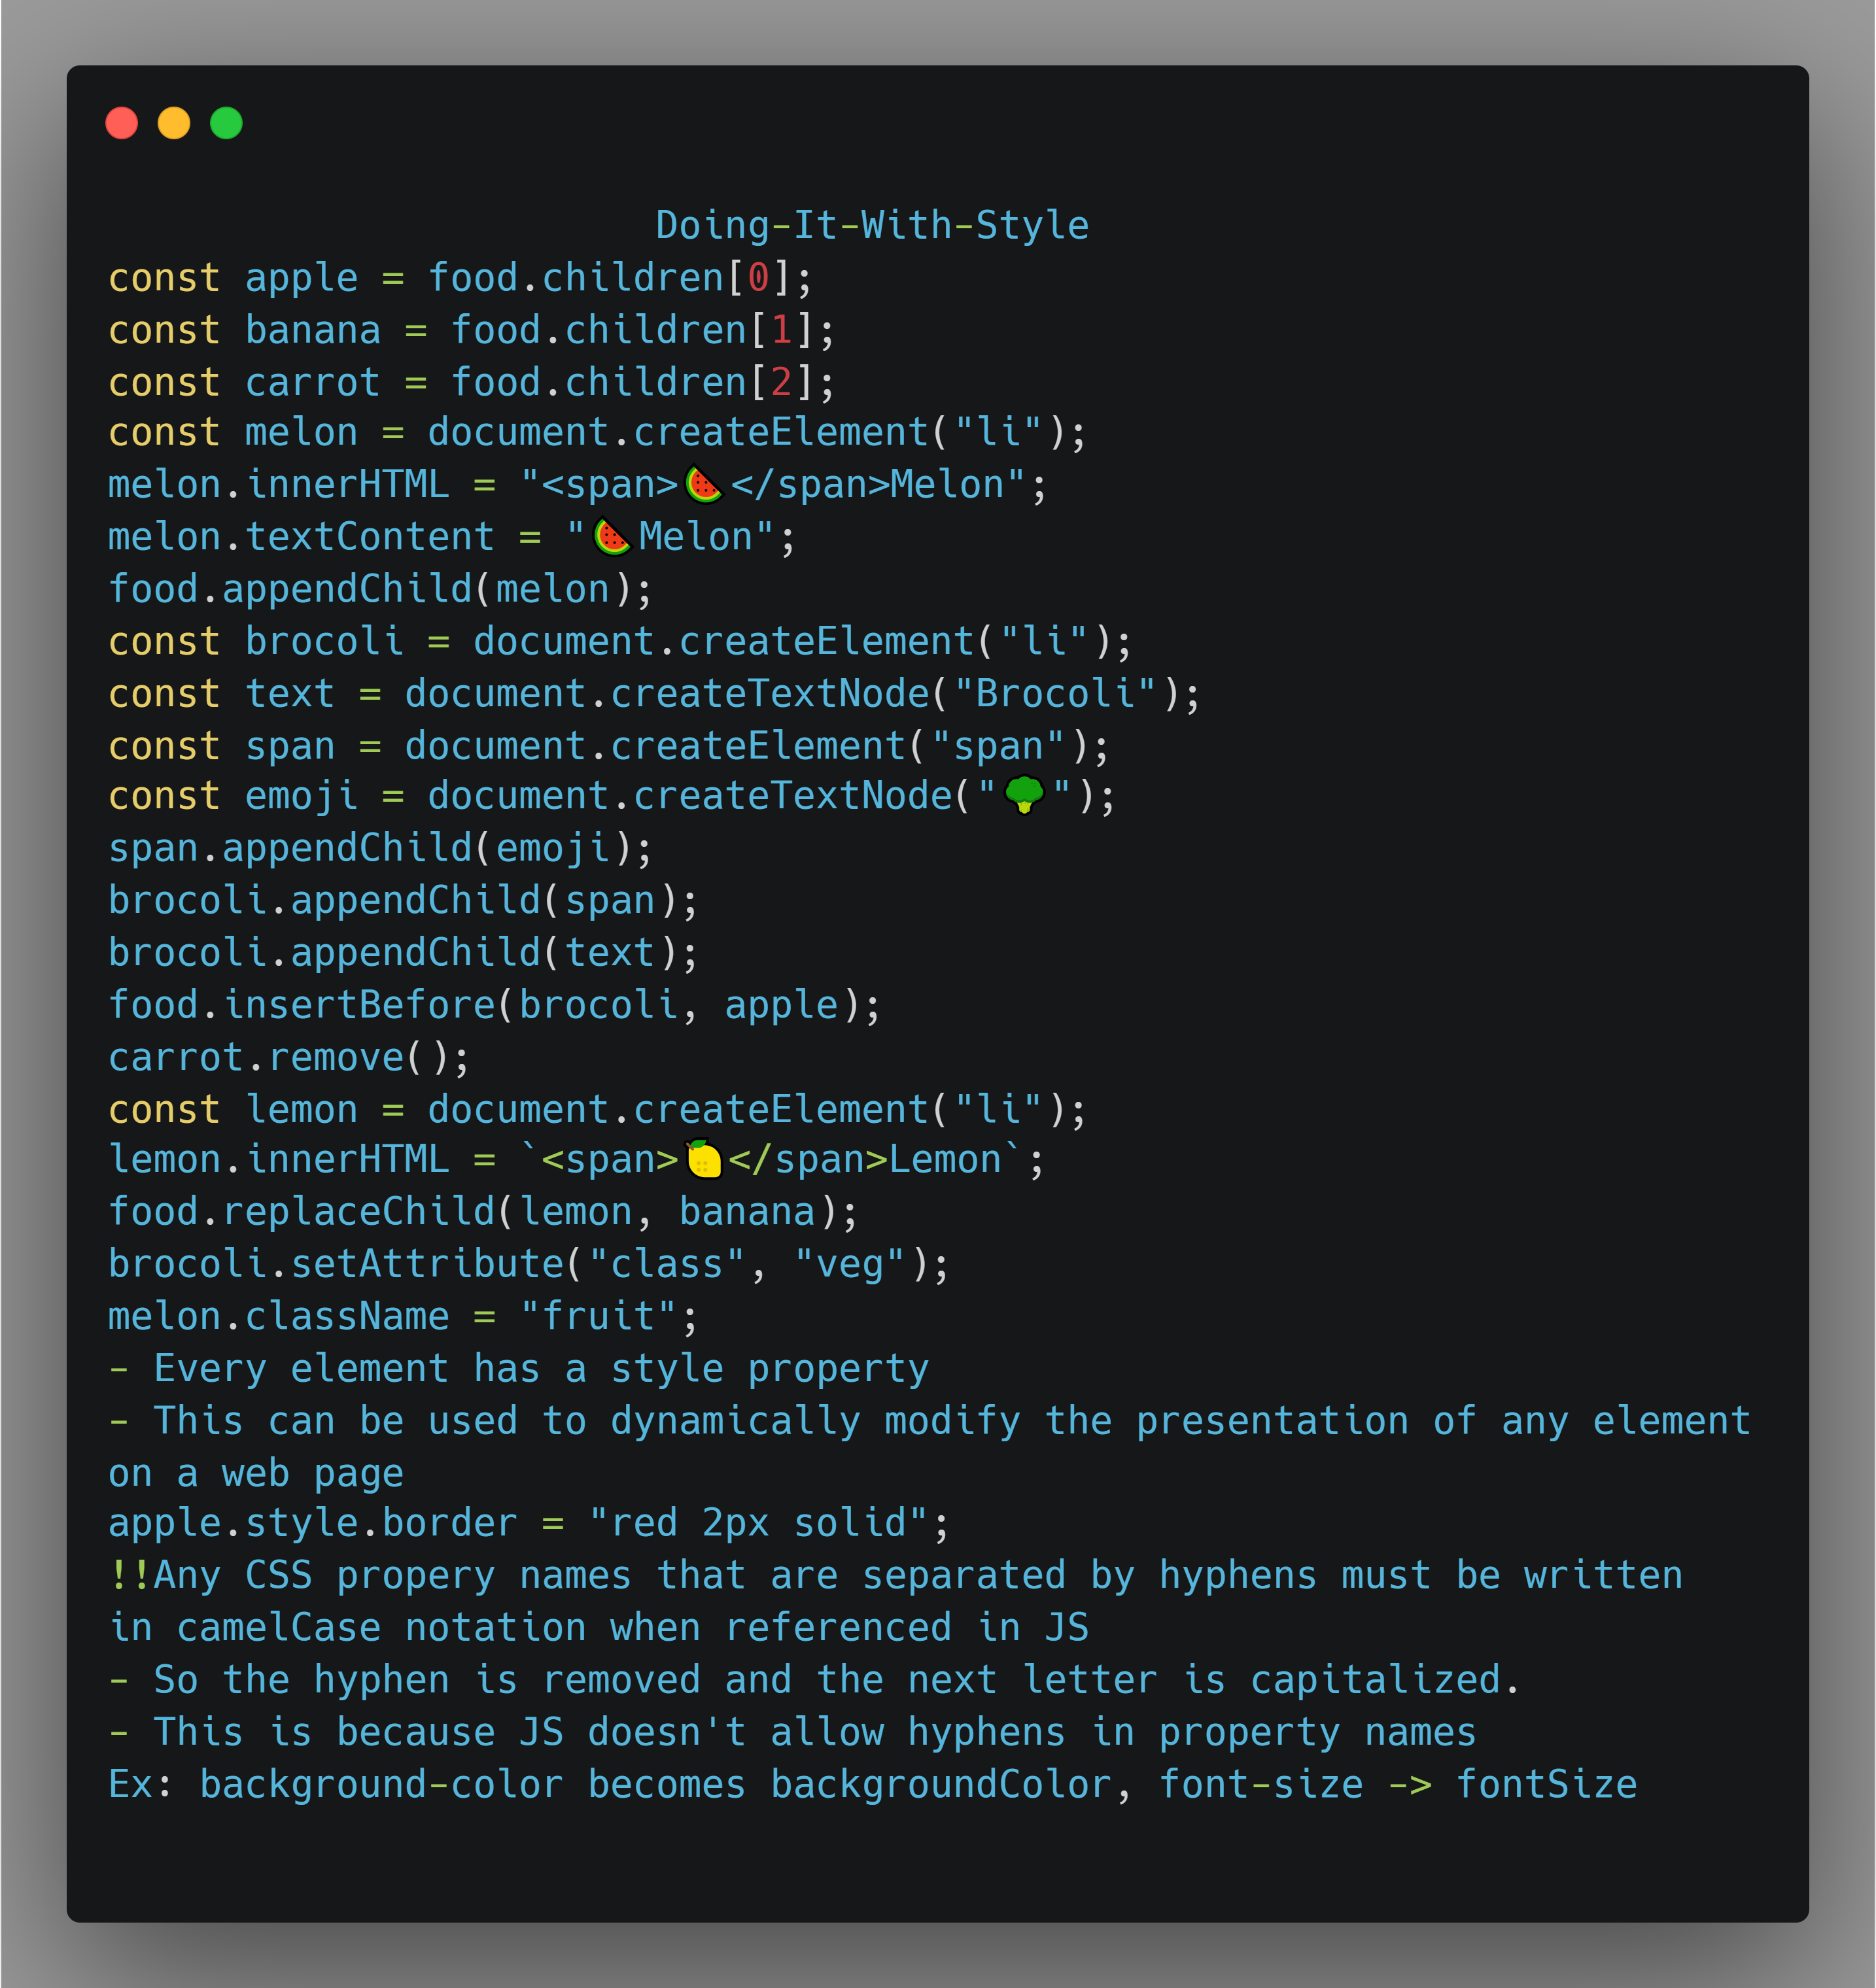 Doing-It-With-Style
const apple = food.children[0];
const banana = food.children[1];
const carrot = food.children[2];
const melon = document.createElement("li");
melon.innerHTML = "<span>🍉</span>Melon";
melon.textContent = "🍉Melon";
food.appendChild(melon);
const brocoli = document.createElement("li");
const text = document.createTextNode("Brocoli");
const span = document.createElement("span");
const emoji = document.createTextNode("🥦");
span.appendChild(emoji);
brocoli.appendChild(span);
brocoli.appendChild(text);
food.insertBefore(brocoli, apple);
carrot.remove();
const lemon = document.createElement("li");
lemon.innerHTML = `<span>🍋</span>Lemon`;
food.replaceChild(lemon, banana);
brocoli.setAttribute("class", "veg");
melon.className = "fruit";
- Every element has a style property
- This can be used to dynamically modify the presentation of any element
on a web page
apple.style.border = "red 2px solid";
!!Any CSS propery names that are separated by hyphens must be written
in camelCase notation when referenced in JS
- So the hyphen is removed and the next letter is capitalized.
- This is because JS doesn't allow hyphens in property names
Ex: background-color becomes backgroundColor, font-size -> fontSize